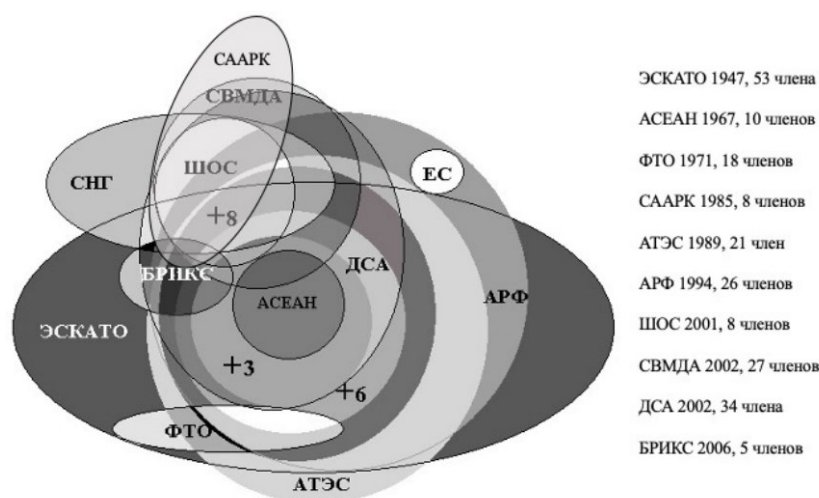 СААРК
СВМДА
ШОС
СНГ
ЕС
+8
ДСА
БРИКС
АРФ
АСЕАН
ЭСКАТО
+3
+6
ФТО
АТЭС
ЭСКАТО 1947, 53 члена
АСЕАН 1967, 10 членов
ФТО 1971, 18 членов
СААРК 1985, 8 членов
АТЭС 1989, 21 член
АРФ 1994, 26 членов
ШОС 2001, 8 членов
СВМДА 2002, 27 членов
ДСА 2002, 34 члена
БРИКС 2006, 5 членов